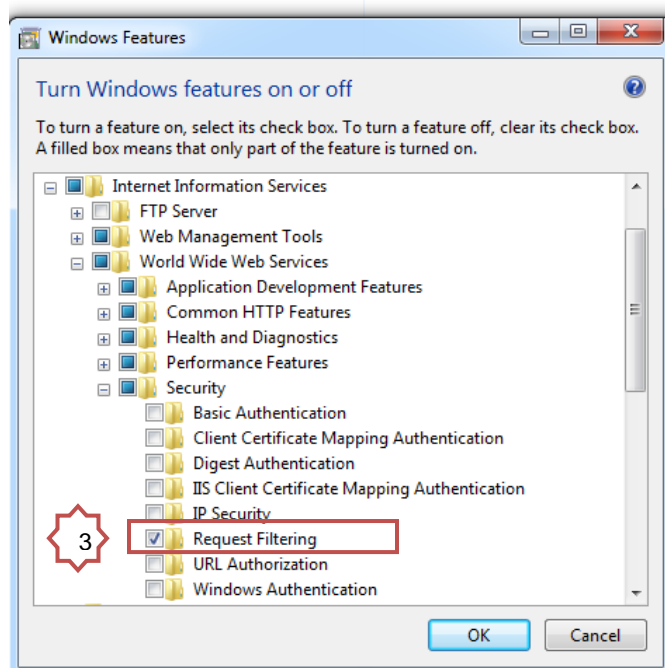 Windows Features
Turn Windows features on or off
To turn a feature on, select its check box. To turn a feature off, clear its check box.
A filled box means that only part of the feature is turned on.
Internet Information Services
FTP Server
Web Management Tools
World Wide Web Services
Application Development Features
Common HTTP Features
Health and Diagnostics
Performance Features
Security
Basic Authentication
Client Certificate Mapping Authentication
Digest Authentication
IIS Client Certificate Mapping Authentication
IP Security
3
Request Filtering
URL Authorization
Windows Authentication
OK
Cancel